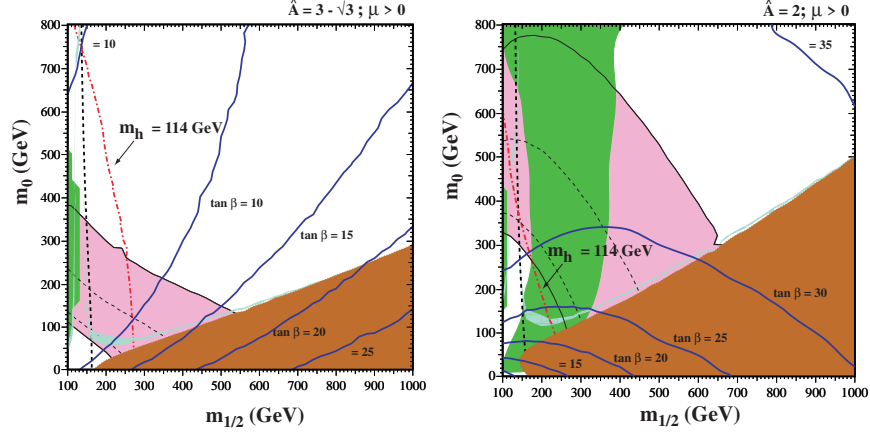 Â = 3 - √3 ; μ > 0
800
700
600
500
400
300
200
100
0
m0 (GeV)
= 10
mh = 114 GeV
tan β = 10
tan β = 15
tan β = 20
= 25
100 200 300 400 500 600 700 800 900 1000
m1/2 (GeV)
Â = 2; μ > 0
800
700
600
500
400
300
200
100
0
m0 (GeV)
= 35
mh = 114 GeV
tan β = 30
tan β = 25
tan β = 20
= 15
100 200 300 400 500 600 700 800 900 1000
m1/2 (GeV)